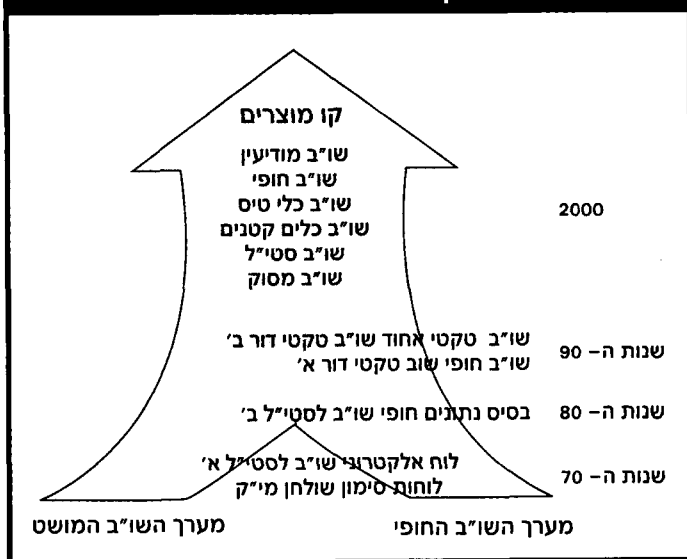 קו מוצרים
שו״ב מודיעין
שו״ב חופי
שו״ב כלי טיס
שו״ב כלים קטנים
שו״ב סטי״ל
שו״ב מסוק
2000
שו״ב טקטי אחוד שו״ב טקטי דור ב׳
שו״ב חופי שוב טקטי דור א׳
שנות ה- 90
בסיס נתונים חופי שו״ב לסטי״ל ב׳
שנות ה- 80
לוח אלקטרוני שו״ב לסטי״ל א׳
לוחות סימון שולחן מי״ק
שנות ה- 70
מערך השו״ב החופי
מערך השו״ב המושט